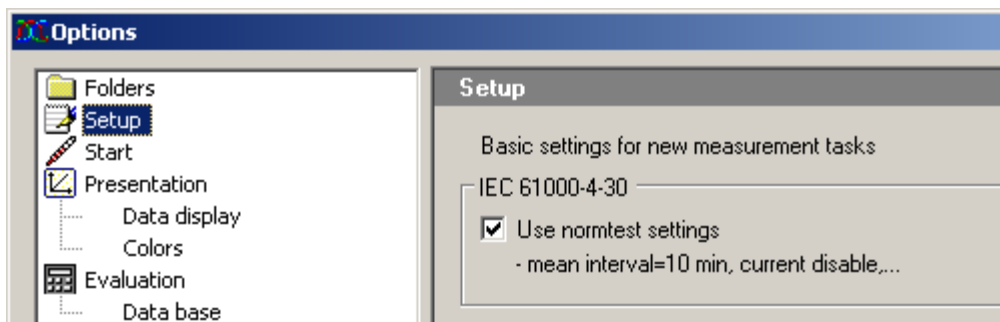 Options
Folders
Setup
Start
Presentation
Data display
Colors
Evaluation
Data base
Setup
Basic settings for new measurement tasks
IEC 61000-4-30
Use normtest settings
- mean interval=10 min, current disable,...